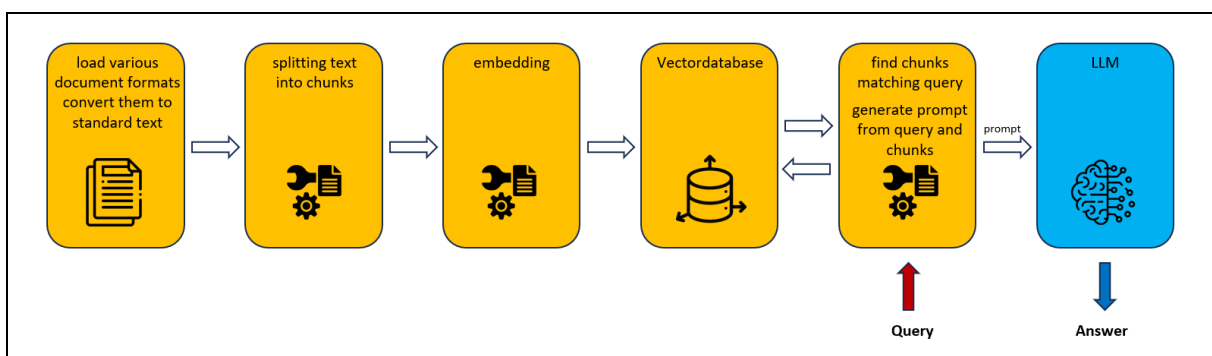 load various
document formats
convert them to
standard text
splitting text
into chunks
embedding
Vectordatabase
find chunks
matching query
generate prompt
from query and
chunks
prompt
LLM
Query
Answer